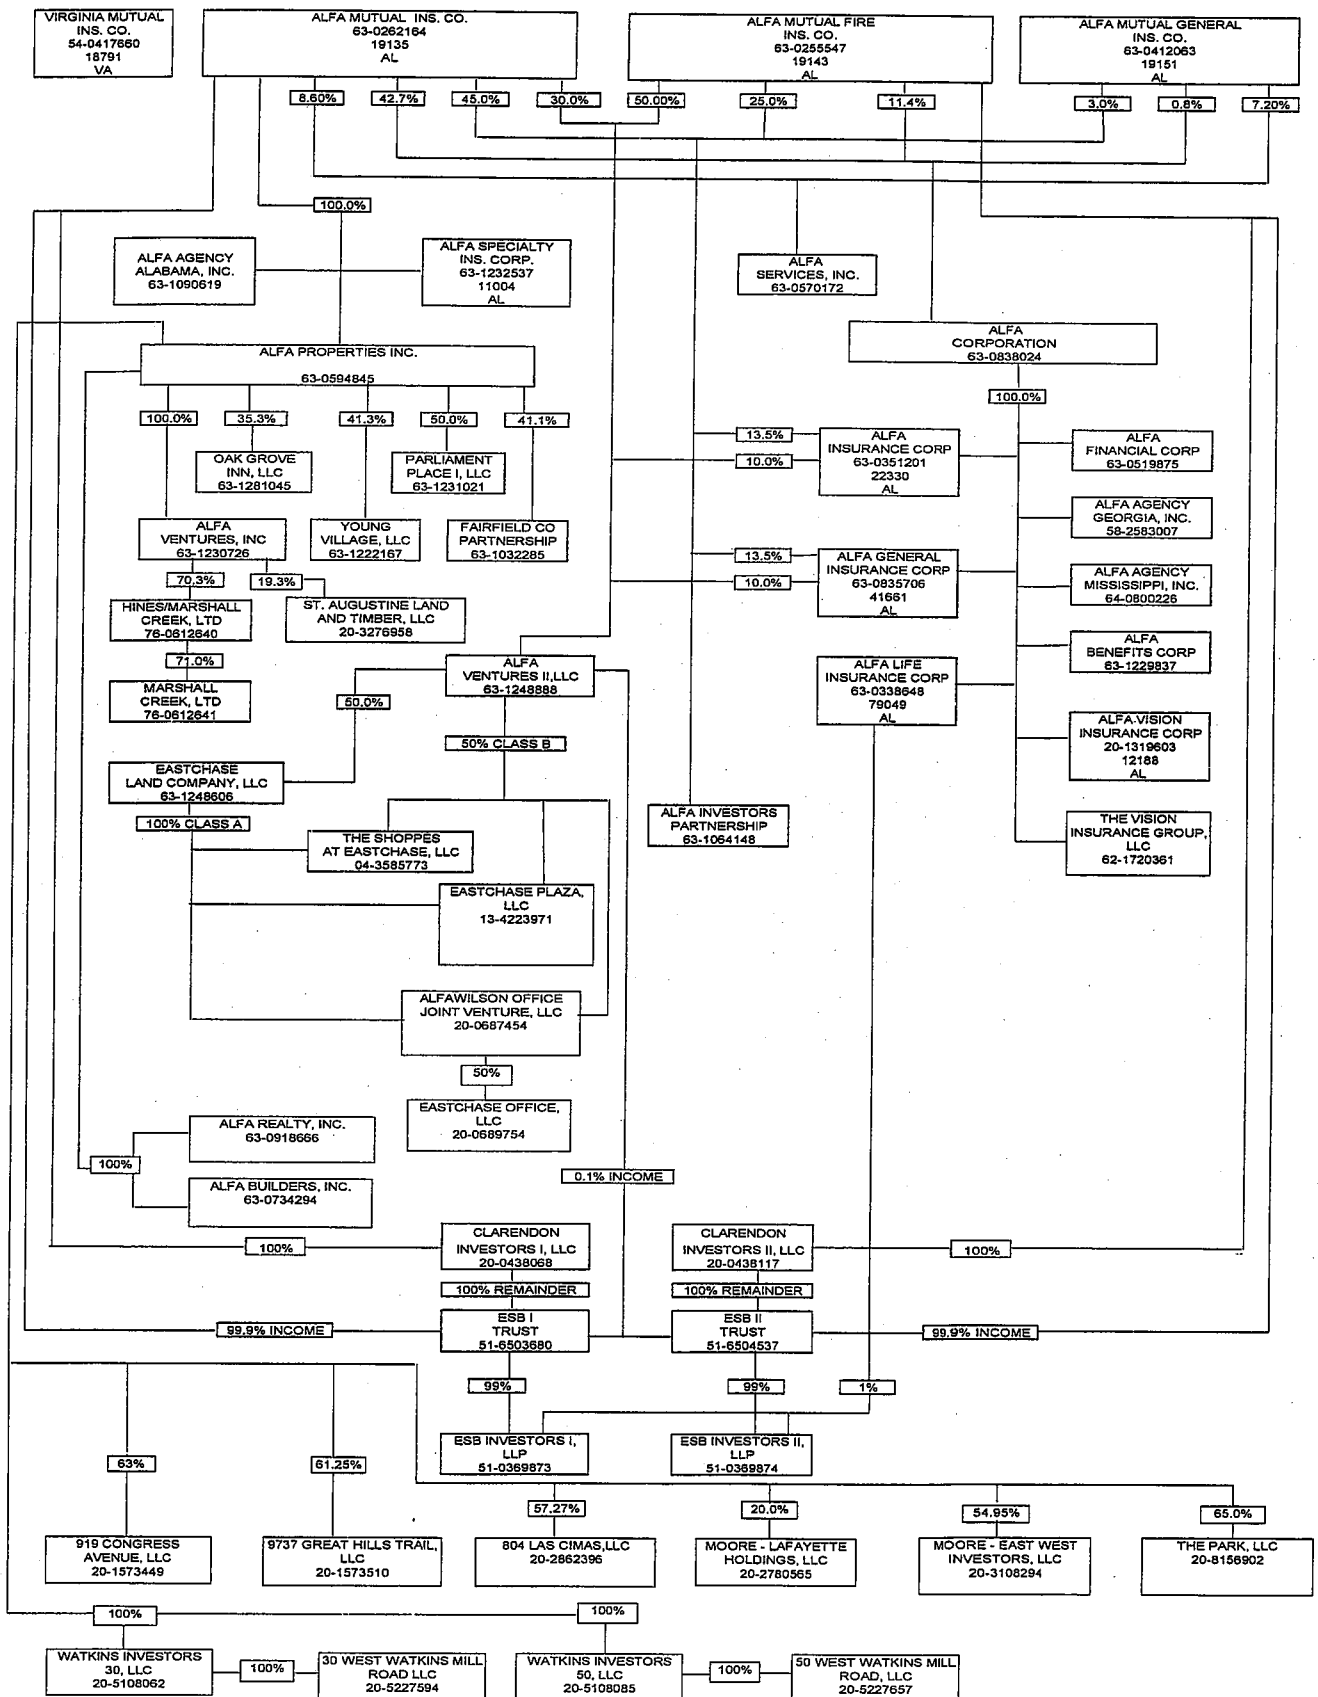 VIRGINIA MUTUAL
INS. CO.
54-0417660
18791
VA
ALFA MUTUAL INS. CO.
63-0262164
19135
AL
ALFA MUTUAL FIRE
INS. CO.
63-0255547
19143
AL
ALFA MUTUAL GENERAL
INS. CO.
63-0412063
19151
AL
8.60%
42.7%
45.0%
30.0%
50.00%
25.0%
11.4%
3.0%
0.8%
7.20%
100.0%
ALFA AGENCY
ALABAMA, INC.
63-1090619
ALFA SPECIALTY
INS. CORP.
63-1232537
11004
AL
ALFA
SERVICES, INC.
63-0570172
ALFA
CORPORATION
63-0838024
ALFA PROPERTIES INC.
63-0594845
100.0%
100.0%
35.3%
41.3%
50.0%
41.1%
OAK GROVE
INN, LLC
63-1281045
PARLIAMENT
PLACE I, LLC
63-1231021
ALFA
VENTURES, INC
63-1230726
YOUNG
VILLAGE, LLC
63-1222167
FAIRFIELD CO
PARTNERSHIP
63-1032285
70.3%
19.3%
HINES/MARSHALL
CREEK, LTD
76-0612640
ST. AUGUSTINE LAND
AND TIMBER, LLC
20-3276958
71.0%
MARSHALL
CREEK, LTD
76-0612641
13.5%
10.0%
ALFA
INSURANCE CORP
63-0351201
22330
AL
ALFA
FINANCIAL CORP
63-0519875
ALFA AGENCY
GEORGIA, INC.
58-2583007
13.5%
10.0%
ALFA GENERAL
INSURANCE CORP
63-0835706
41661
AL
ALFA AGENCY
MISSISSIPPI, INC.
64-0800226
ALFA
BENEFITS CORP
63-1229837
ALFA
VENTURES II,LLC
63-1248888
ALFA LIFE
INSURANCE CORP
63-0338648
79049
AL
50.0%
50% CLASS B
ALFA VISION
INSURANCE CORP
20-1319603
12188
AL
EASTCHASE
LAND COMPANY, LLC
63-1248606
100% CLASS A
THE SHOPPES
AT EASTCHASE, LLC
04-3585773
ALFA INVESTORS
PARTNERSHIP
63-1064148
THE VISION
INSURANCE GROUP,
LLC
62-1720361
EASTCHASE PLAZA,
LLC
13-4223971
ALFAWILSON OFFICE
JOINT VENTURE, LLC
20-0687454
50%
EASTCHASE OFFICE,
LLC
20-0689754
ALFA REALTY, INC.
63-0918666
100%
ALFA BUILDERS, INC.
63-0734294
0.1% INCOME
100%
CLARENDON
INVESTORS I, LLC
20-0438068
CLARENDON
INVESTORS II, LLC
20-0438117
100%
100% REMAINDER
100% REMAINDER
99.9% INCOME
ESB I
TRUST
51-6503680
ESB II
TRUST
51-6504537
99.9% INCOME
99%
99%
1%
ESB INVESTORS I,
LLP
51-0369873
ESB INVESTORS II,
LLP
51-0369874
63%
61.25%
57.27%
20.0%
54.95%
65.0%
919 CONGRESS
AVENUE, LLC
20-1573449
9737 GREAT HILLS TRAIL,
LLC
20-1573510
804 LAS CIMAS,LLC
20-2862396
MOORE - LAFAYETTE
HOLDINGS, LLC
20-2780565
MOORE - EAST WEST
INVESTORS, LLC
20-3108294
THE PARK, LLC
20-8156902
100%
100%
WATKINS INVESTORS
30, LLC
20-5108062
100%
30 WEST WATKINS MILL
ROAD LLC
20-5227594
WATKINS INVESTORS
50, LLC
20-5108085
100%
50 WEST WATKINS MILL
ROAD, LLC
20-5227657